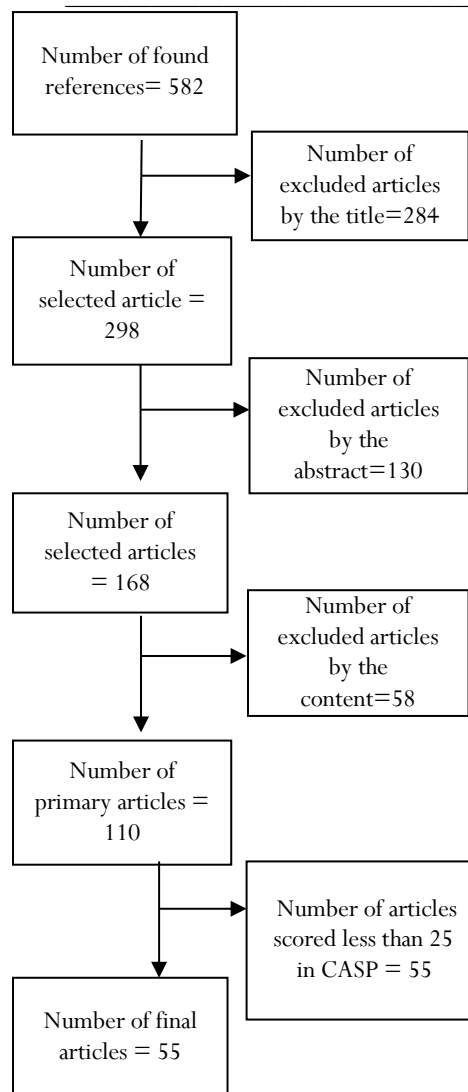 Number of found
references= 582
Number of
excluded articles
by the title=284
Number of
selected article =
298
Number of
excluded articles
by the
abstract=130
Number of
selected articles
= 168
Number of
excluded articles
by the
content=58
Number of
primary articles =
110
Number of articles
scored less than 25
in CASP = 55
Number of final
articles = 55